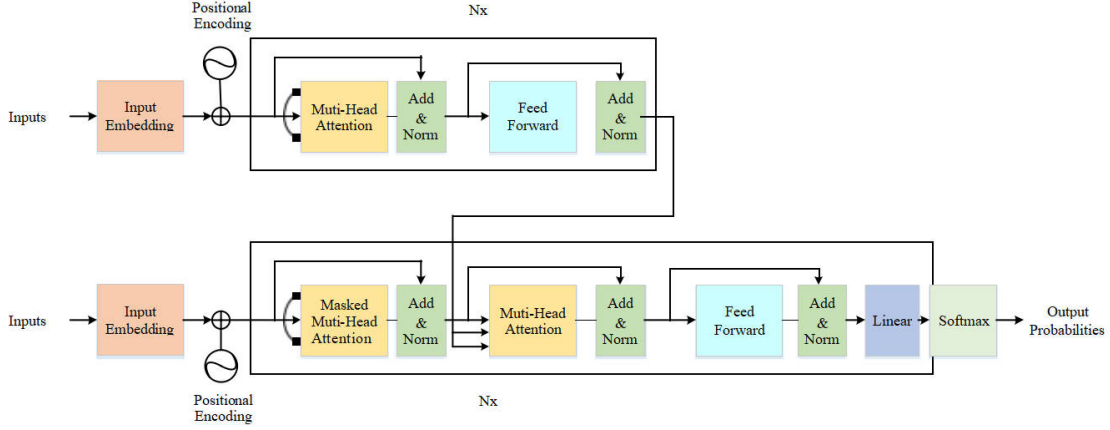 Positional
Encoding
Nx
Inputs
Input
Embedding
Muti-Head
Attention
Add
&
Norm
Feed
Forward
Add
&
Norm
Inputs
Input
Embedding
Masked
Muti-Head
Attention
Add
&
Norm
Muti-Head
Attention
Add
&
Norm
Feed
Forward
Add
&
Norm
Linear
Softmax
Output
Probabilities
Positional
Encoding
Nx